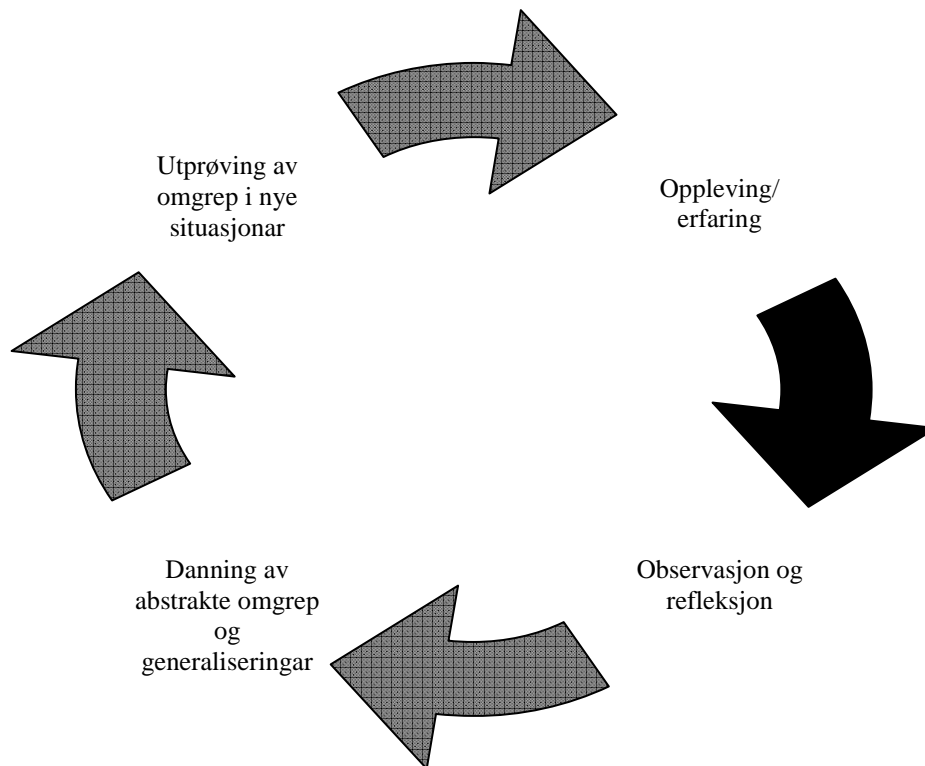 Utprøving av
omgrep i nye
situasjonar
Oppleving/
erfaring
Danning av
abstrakte omgrep
og
generaliseringar
Observasjon og
refleksjon